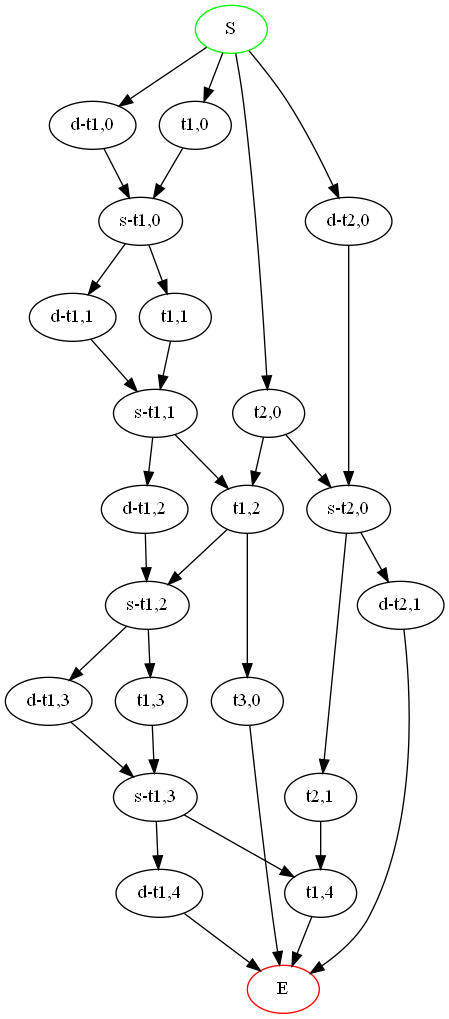 S
d-t1,0
t1,0
s-t1,0
d-t2,0
d-t1,1
t1,1
s-t1,1
t2,0
d-t1,2
t1,2
s-t2,0
s-t1,2
d-t2,1
d-t1,3
t1,3
t3,0
s-t1,3
t2,1
d-t1,4
t1,4
E